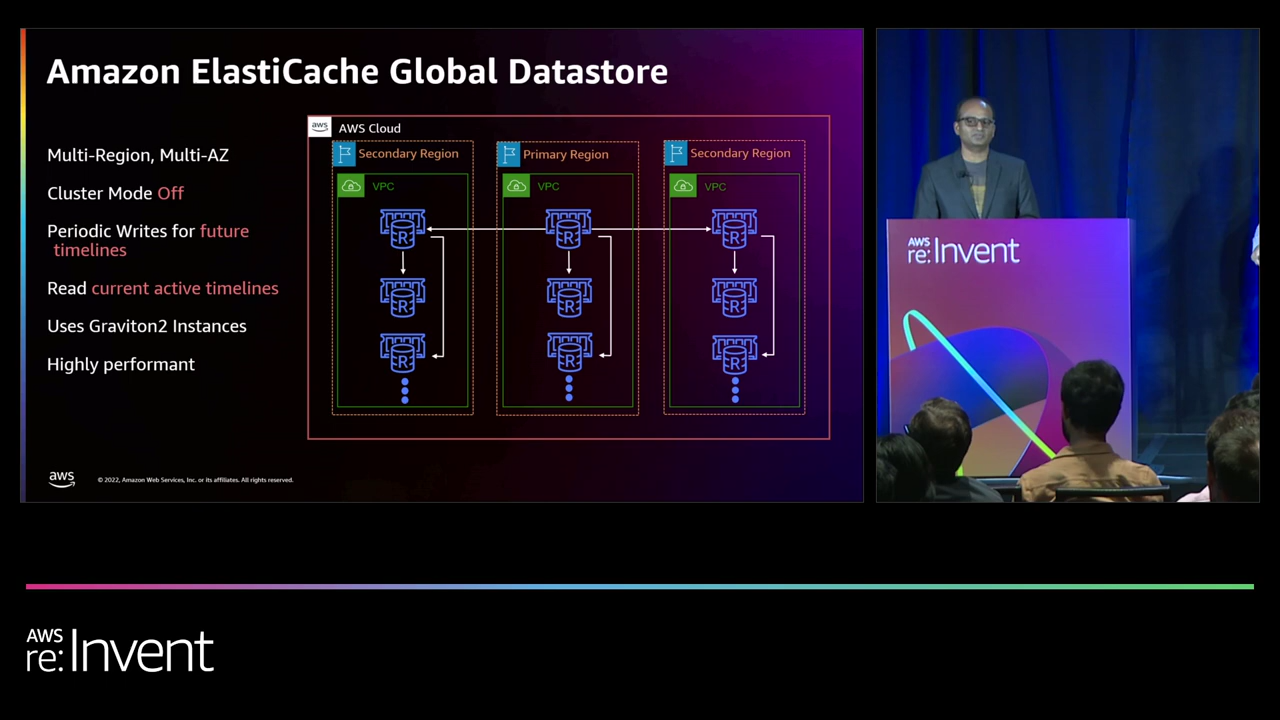 Amazon ElastiCache Global Datastore
Multi-Region, Multi-AZ
Cluster Mode Off
Periodic Writes for future
timelines
Read current active timelines
Uses Graviton2 Instances
Highly performant
aws
AWS Cloud
Secondary Region
VPC
R
R
R
Primary Region
VPC
R
R
R
Secondary Region
VPC
R
R
R
aws
© 2022, Amazon Web Services, Inc. or its affiliates. All rights reserved.
AWS
re:Invent
AWS
re:Invent